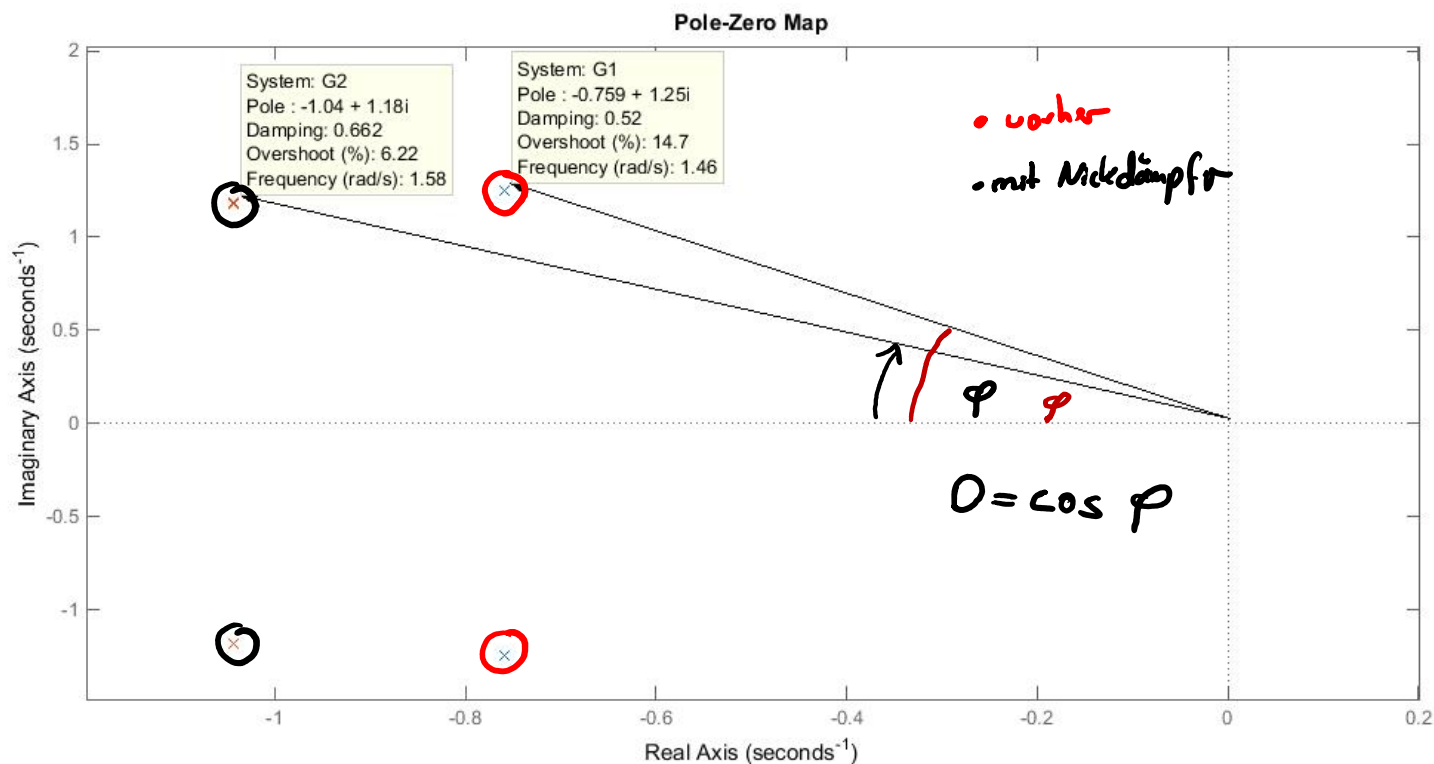 Pole-Zero Map
System: G2
Pole : -1.04 + 1.18i
Damping: 0.662
Overshoot (%): 6.22
Frequency (rad/s): 1.58
System: G1
Pole : -0.759 + 1.25i
Damping: 0.52
Overshoot (%): 14.7
Frequency (rad/s): 1.46
• vorher
• mit Nickdämpfer
φ φ
D = cos φ
2
1.5
1
0.5
0
-0.5
-1
Imaginary Axis (seconds⁻¹)
-1 -0.8 -0.6 -0.4 -0.2 0 0.2
Real Axis (seconds⁻¹)